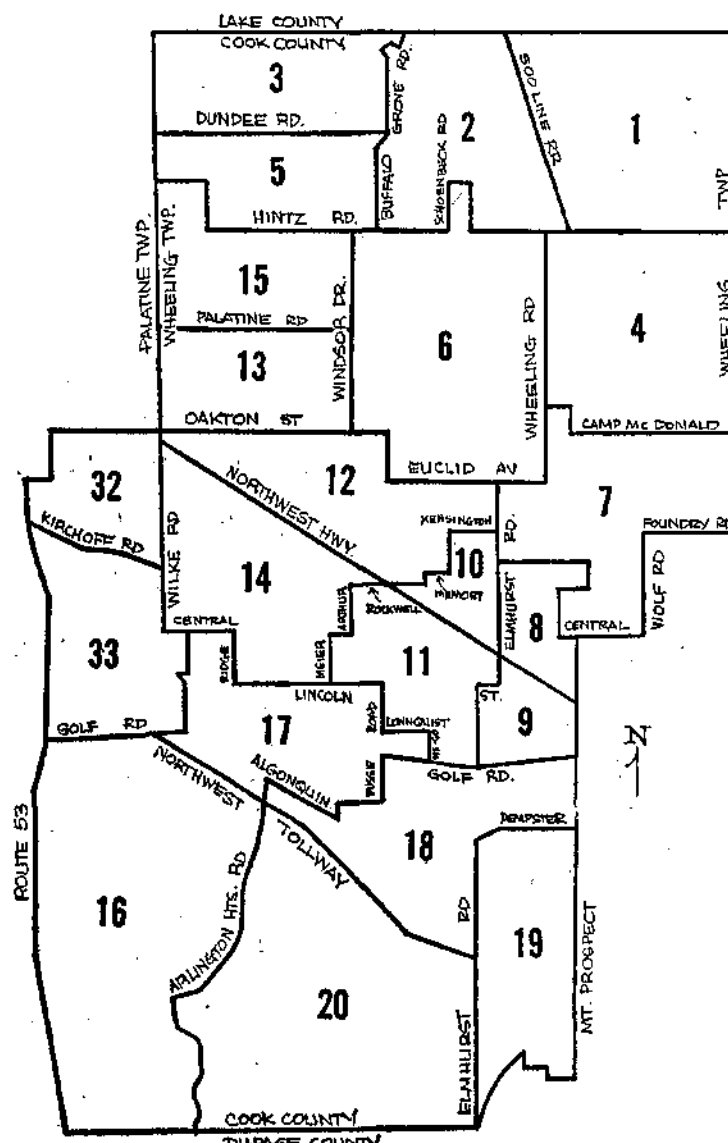 LAKE COUNTY
COOK COUNTY
3
GROVE RD.
SOO LINE RR
DUNDEE RD.
SCHOENBECK RD
2
1
5
BUFFALO
TWP.
HINTZ RD.
PALATINE TWP.
WHEELING TWP.
15
WINDSOR DR.
WHEELING RD
WHEELING
PALATINE RD
6
4
13
OAKTON ST
CAMP McDONALD
EUCLID AV
32
NORTHWEST HWY.
12
7
KIRCHOFF RD
KENSINGTON
FOUNDRY RD
WILKE RD
14
10
RD.
ARTHUR
ROCKWELL
MEMORY
ELMHURST
WOLF RD
CENTRAL
8
CENTRAL
33
RIDGE
MEIER
11
LINCOLN
ST.
GOLF RD
17
ROAD
LONNQUIST
9
N
NORTHWEST
ALGONQUIN
BUSSE
GOLF RD.
ROUTE 53
TOLLWAY
DEMPSTER
18
ARLINGTON HTS. RD
16
RD
19
MT. PROSPECT
20
ELMHURST
COOK COUNTY
DUPAGE COUNTY